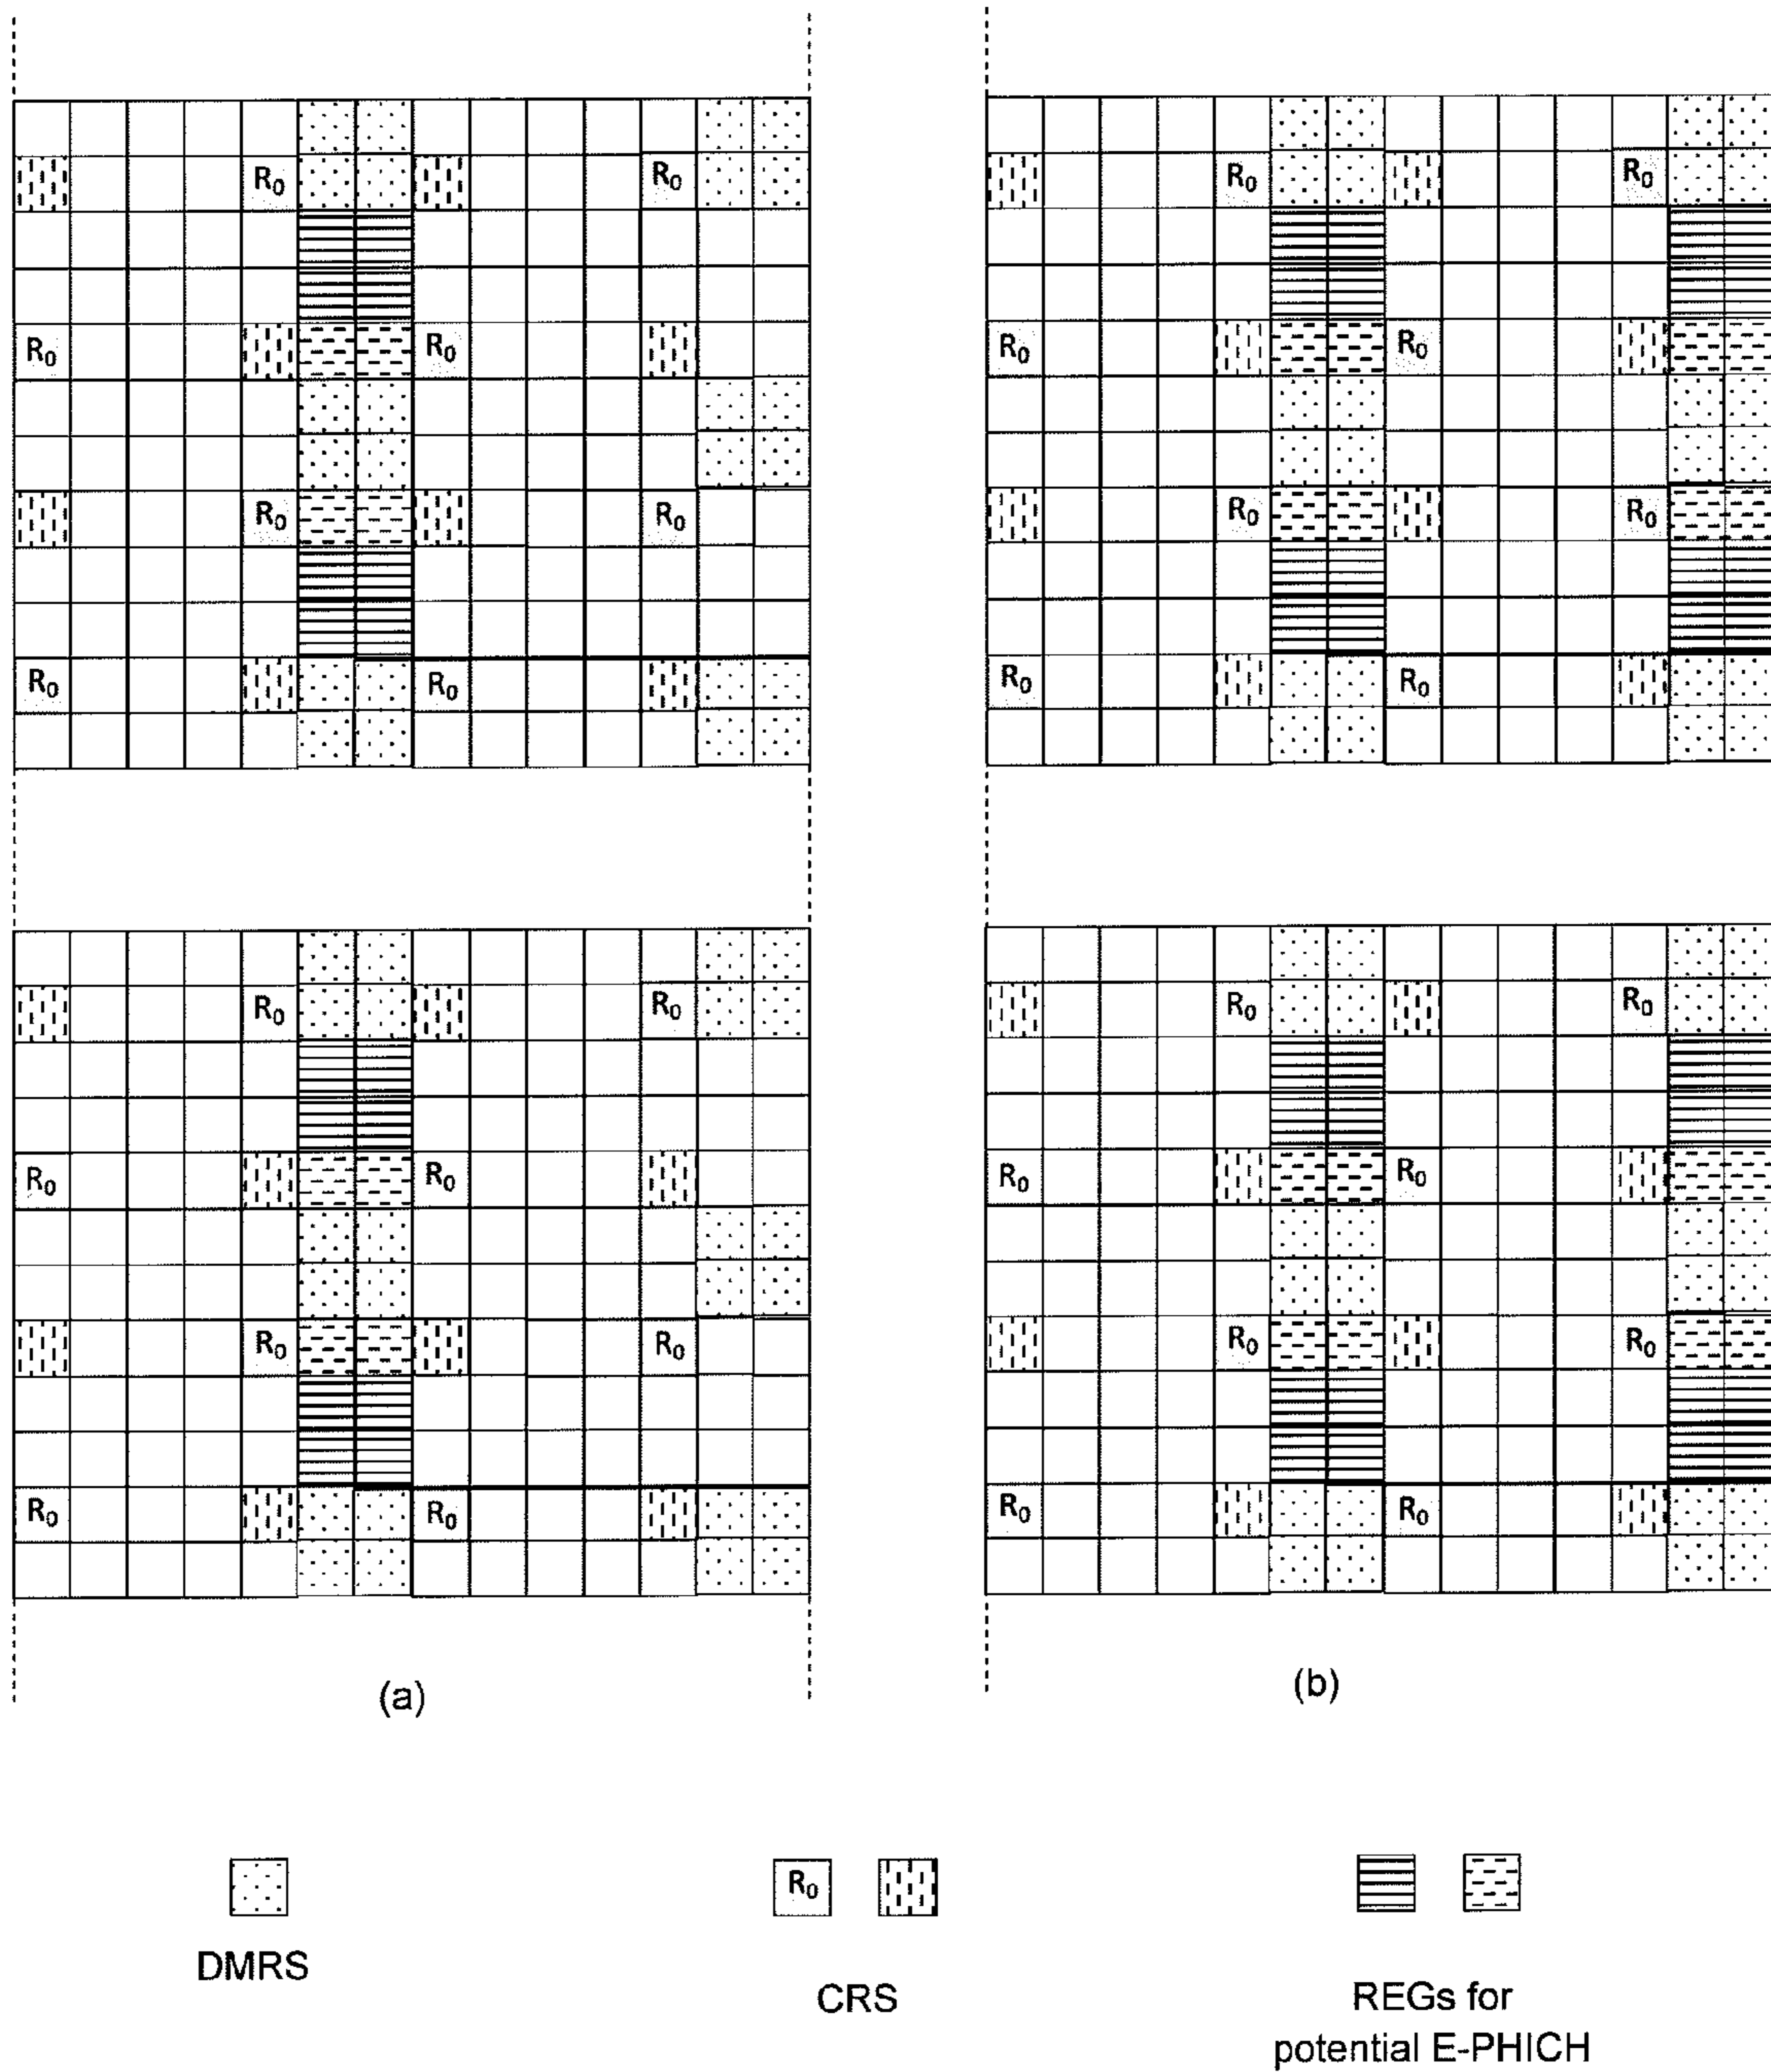 R₀ R₀ R₀ R₀
R₀ R₀ R₀ R₀
R₀ R₀ R₀ R₀
R₀ R₀ R₀ R₀
R₀ R₀ R₀ R₀
R₀ R₀ R₀ R₀
R₀ R₀ R₀ R₀
R₀ R₀ R₀ R₀
(a) (b)
R₀
DMRS
CRS
REGs for
potential E-PHICH